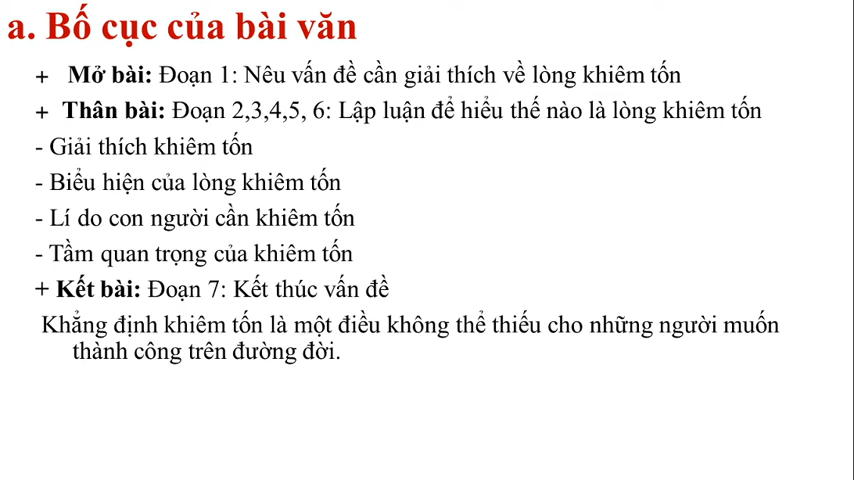 a. Bố cục của bài văn
+ Mở bài: Đoạn 1: Nêu vấn đề cần giải thích về lòng khiêm tốn
+ Thân bài: Đoạn 2,3,4,5, 6: Lập luận để hiểu thế nào là lòng khiêm tốn
- Giải thích khiêm tốn
- Biểu hiện của lòng khiêm tốn
- Lí do con người cần khiêm tốn
- Tầm quan trọng của khiêm tốn
+ Kết bài: Đoạn 7: Kết thúc vấn đề
Khẳng định khiêm tốn là một điều không thể thiếu cho những người muốn
thành công trên đường đời.